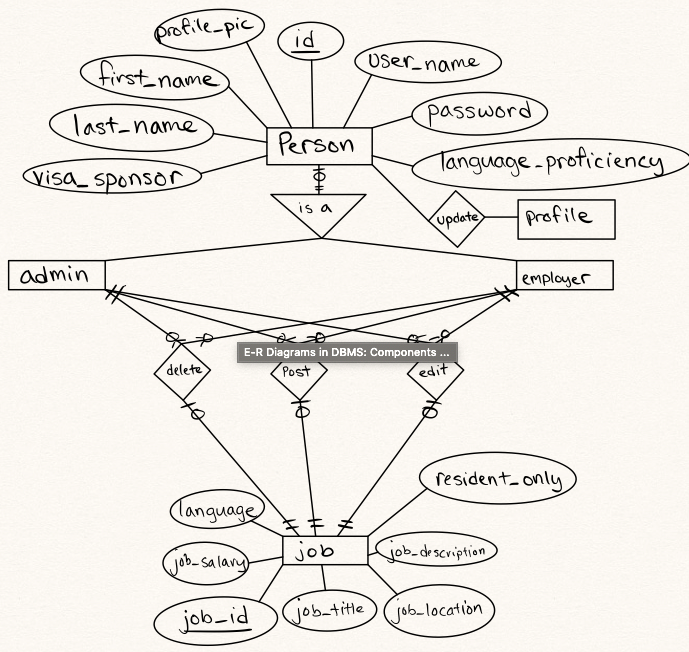 profile_pic
id
user_name
first_name
password
last_name
Person
language_proficiency
visa_sponsor
is a
update
profile
admin
employer
E-R Diagrams in DBMS: Components ...
delete
Post
edit
resident_only
language
job
job_description
job_salary
job_id
job_title
job_location